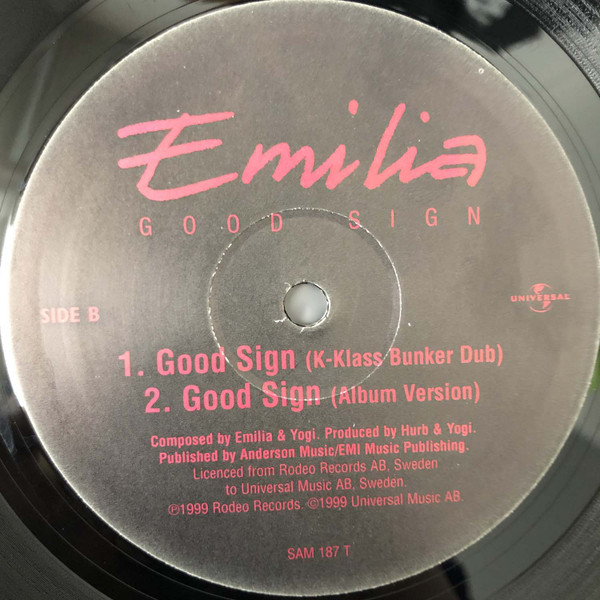 Emilia
GOOD SIGN
SIDE B
UNIVERSAL
1. Good Sign (K-Klass Bunker Dub)
2. Good Sign (Album Version)
Composed by Emilia & Yogi. Produced by Hurb & Yogi.
Published by Anderson Music/EMI Music Publishing.
Licenced from Rodeo Records AB, Sweden
to Universal Music AB, Sweden.
℗1999 Rodeo Records. ©1999 Universal Music AB.
SAM 187 T